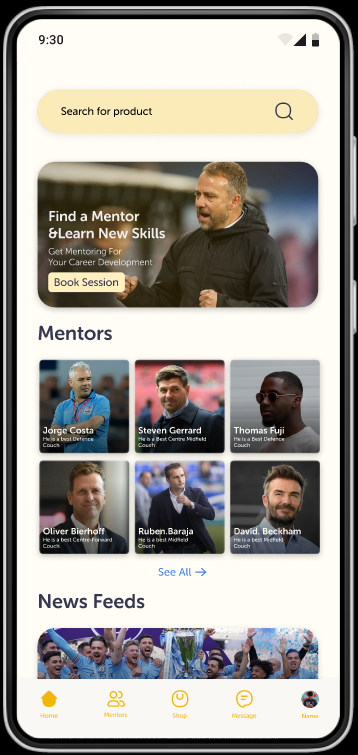 9:30
Search for product
Find a Mentor
&Learn New Skills
Get Mentoring For
Your Career Development
Book Session
Mentors
Jorge Costa
He is a best Defence
Couch
Steven Gerrard
He is a Best Centre Midfield
Couch
Thomas Fuji
He is a Best Defence
Couch
Oliver Bierhoff
He is a best Centre-Forward
Couch
Ruben.Baraja
He is a best Midfield
Couch
David. Beckham
He is a best Midfield
Couch
See All
News Feeds
Home
Mentors
Shop
Message
Name